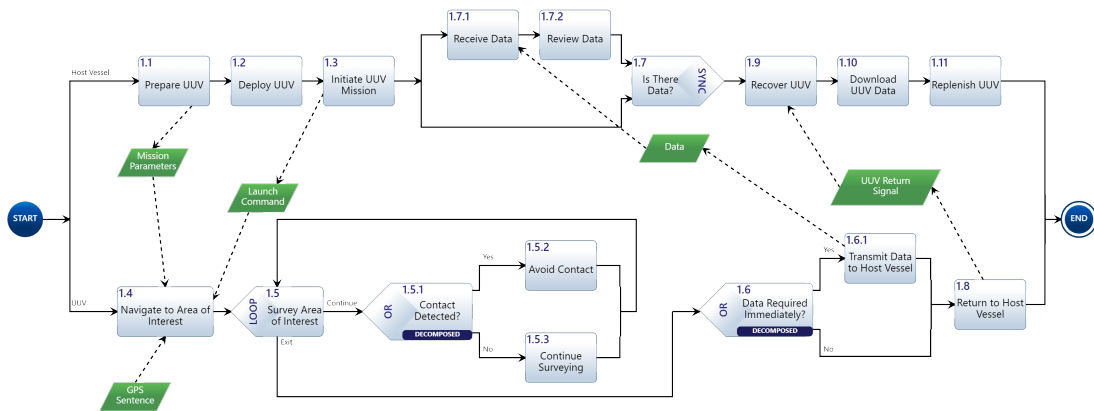 1.7.1
Receive Data
1.7.2
Review Data
Host Vessel
1.1
Prepare UUV
1.2
Deploy UUV
1.3
Initiate UUV
Mission
1.7
Is There
Data?
SYNC
1.9
Recover UUV
1.10
Download
UUV Data
1.11
Replenish UUV
Mission
Parameters
Data
Launch
Command
UUV Return
Signal
START
END
1.5.2
Avoid Contact
Yes
1.6.1
Transmit Data
to Host Vessel
Yes
UUV
1.4
Navigate to Area of
Interest
LOOP
1.5
Survey Area
of Interest
Continue
Exit
OR
1.5.1
Contact
Detected?
DECOMPOSED
No
1.5.3
Continue
Surveying
OR
1.6
Data Required
Immediately?
DECOMPOSED
No
1.8
Return to Host
Vessel
GPS
Sentence